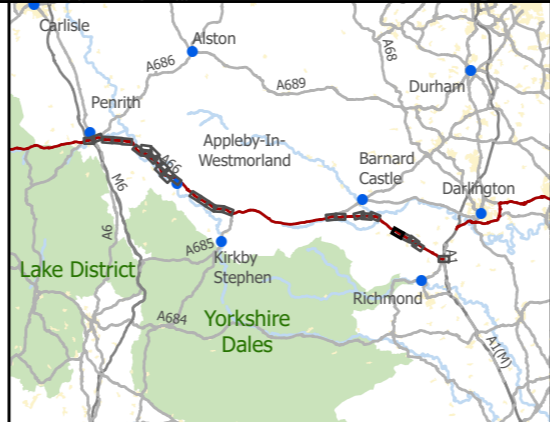 Carlisle
Alston
A686
A68
A689
Durham
Penrith
Appleby-In-
Westmorland
A66
Barnard
Castle
Darlington
M6
A6
A685
Kirkby
Stephen
A1
Lake District
Richmond
A684
Yorkshire
Dales
A1(M)